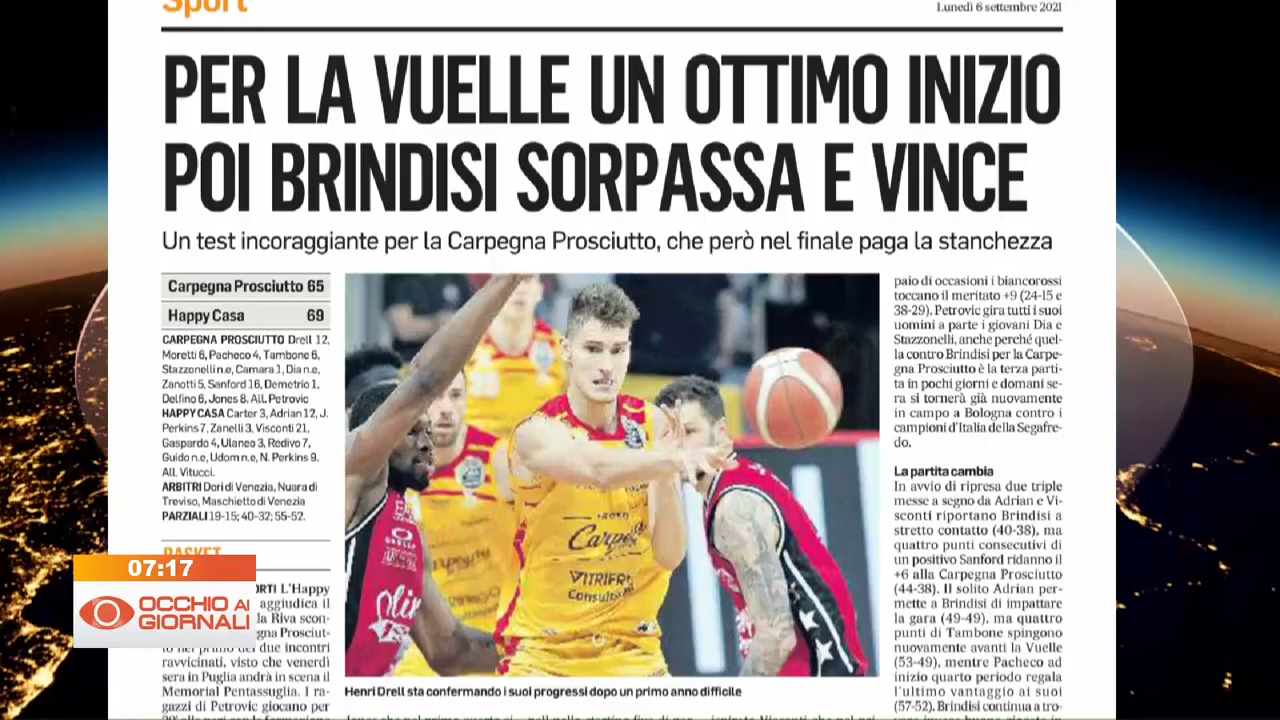 Sport
Lunedì 6 settembre 2021
PER LA VUELLE UN OTTIMO INIZIO
POI BRINDISI SORPASSA E VINCE
Un test incoraggiante per la Carpegna Prosciutto, che però nel finale paga la stanchezza
Carpegna Prosciutto 65
Happy Casa 69
CARPEGNA PROSCIUTTO Drell 12,
Moretti 6, Pacheco 4, Tambone 6,
Stazzonelli n.e, Camara 1, Dia n.e,
Zanotti 5, Sanford 16, Demetrio 1,
Delfino 6, Jones 8. All. Petrovic
HAPPY CASA Carter 3, Adrian 12, J.
Perkins 7, Zanelli 3, Visconti 21,
Gaspardo 4, Ulaneo 3, Redivo 7,
Guido n.e, Udom n.e, N. Perkins 9.
All. Vitucci.
ARBITRI Dori di Venezia, Nuara di
Treviso, Maschietto di Venezia
PARZIALI 19-15; 40-32; 55-52.
BASKET
ORTI L'Happy
aggiudica il
la Riva scon-
gna Prosciut-
to nel primo dei due incontri
ravvicinati, visto che venerdì
sera in Puglia andrà in scena il
Memorial Pentassuglia. I ra-
gazzi di Petrovic giocano per
07:17
OCCHIO AI
GIORNALI
Carpegna
VITRIFRI
Consult
Henri Drell sta confermando i suoi progressi dopo un primo anno difficile
paio di occasioni i biancorossi
toccano il meritato +9 (24-15 e
38-29). Petrovic gira tutti i suoi
uomini a parte i giovani Dia e
Stazzonelli, anche perché quel-
la contro Brindisi per la Carpe-
gna Prosciutto è la terza parti-
ta in pochi giorni e domani se-
ra si tornerà già nuovamente
in campo a Bologna contro i
campioni d'Italia della Segafre-
do.
La partita cambia
In avvio di ripresa due triple
messe a segno da Adrian e Vi-
sconti riportano Brindisi a
stretto contatto (40-38), ma
quattro punti consecutivi di
un positivo Sanford ridanno il
+6 alla Carpegna Prosciutto
(44-38). Il solito Adrian per-
mette a Brindisi di impattare
la gara (49-49), ma quattro
punti di Tambone spingono
nuovamente avanti la Vuelle
(53-49), mentre Pacheco ad
inizio quarto periodo regala
l'ultimo vantaggio ai suoi
(57-52). Brindisi continua a tro-